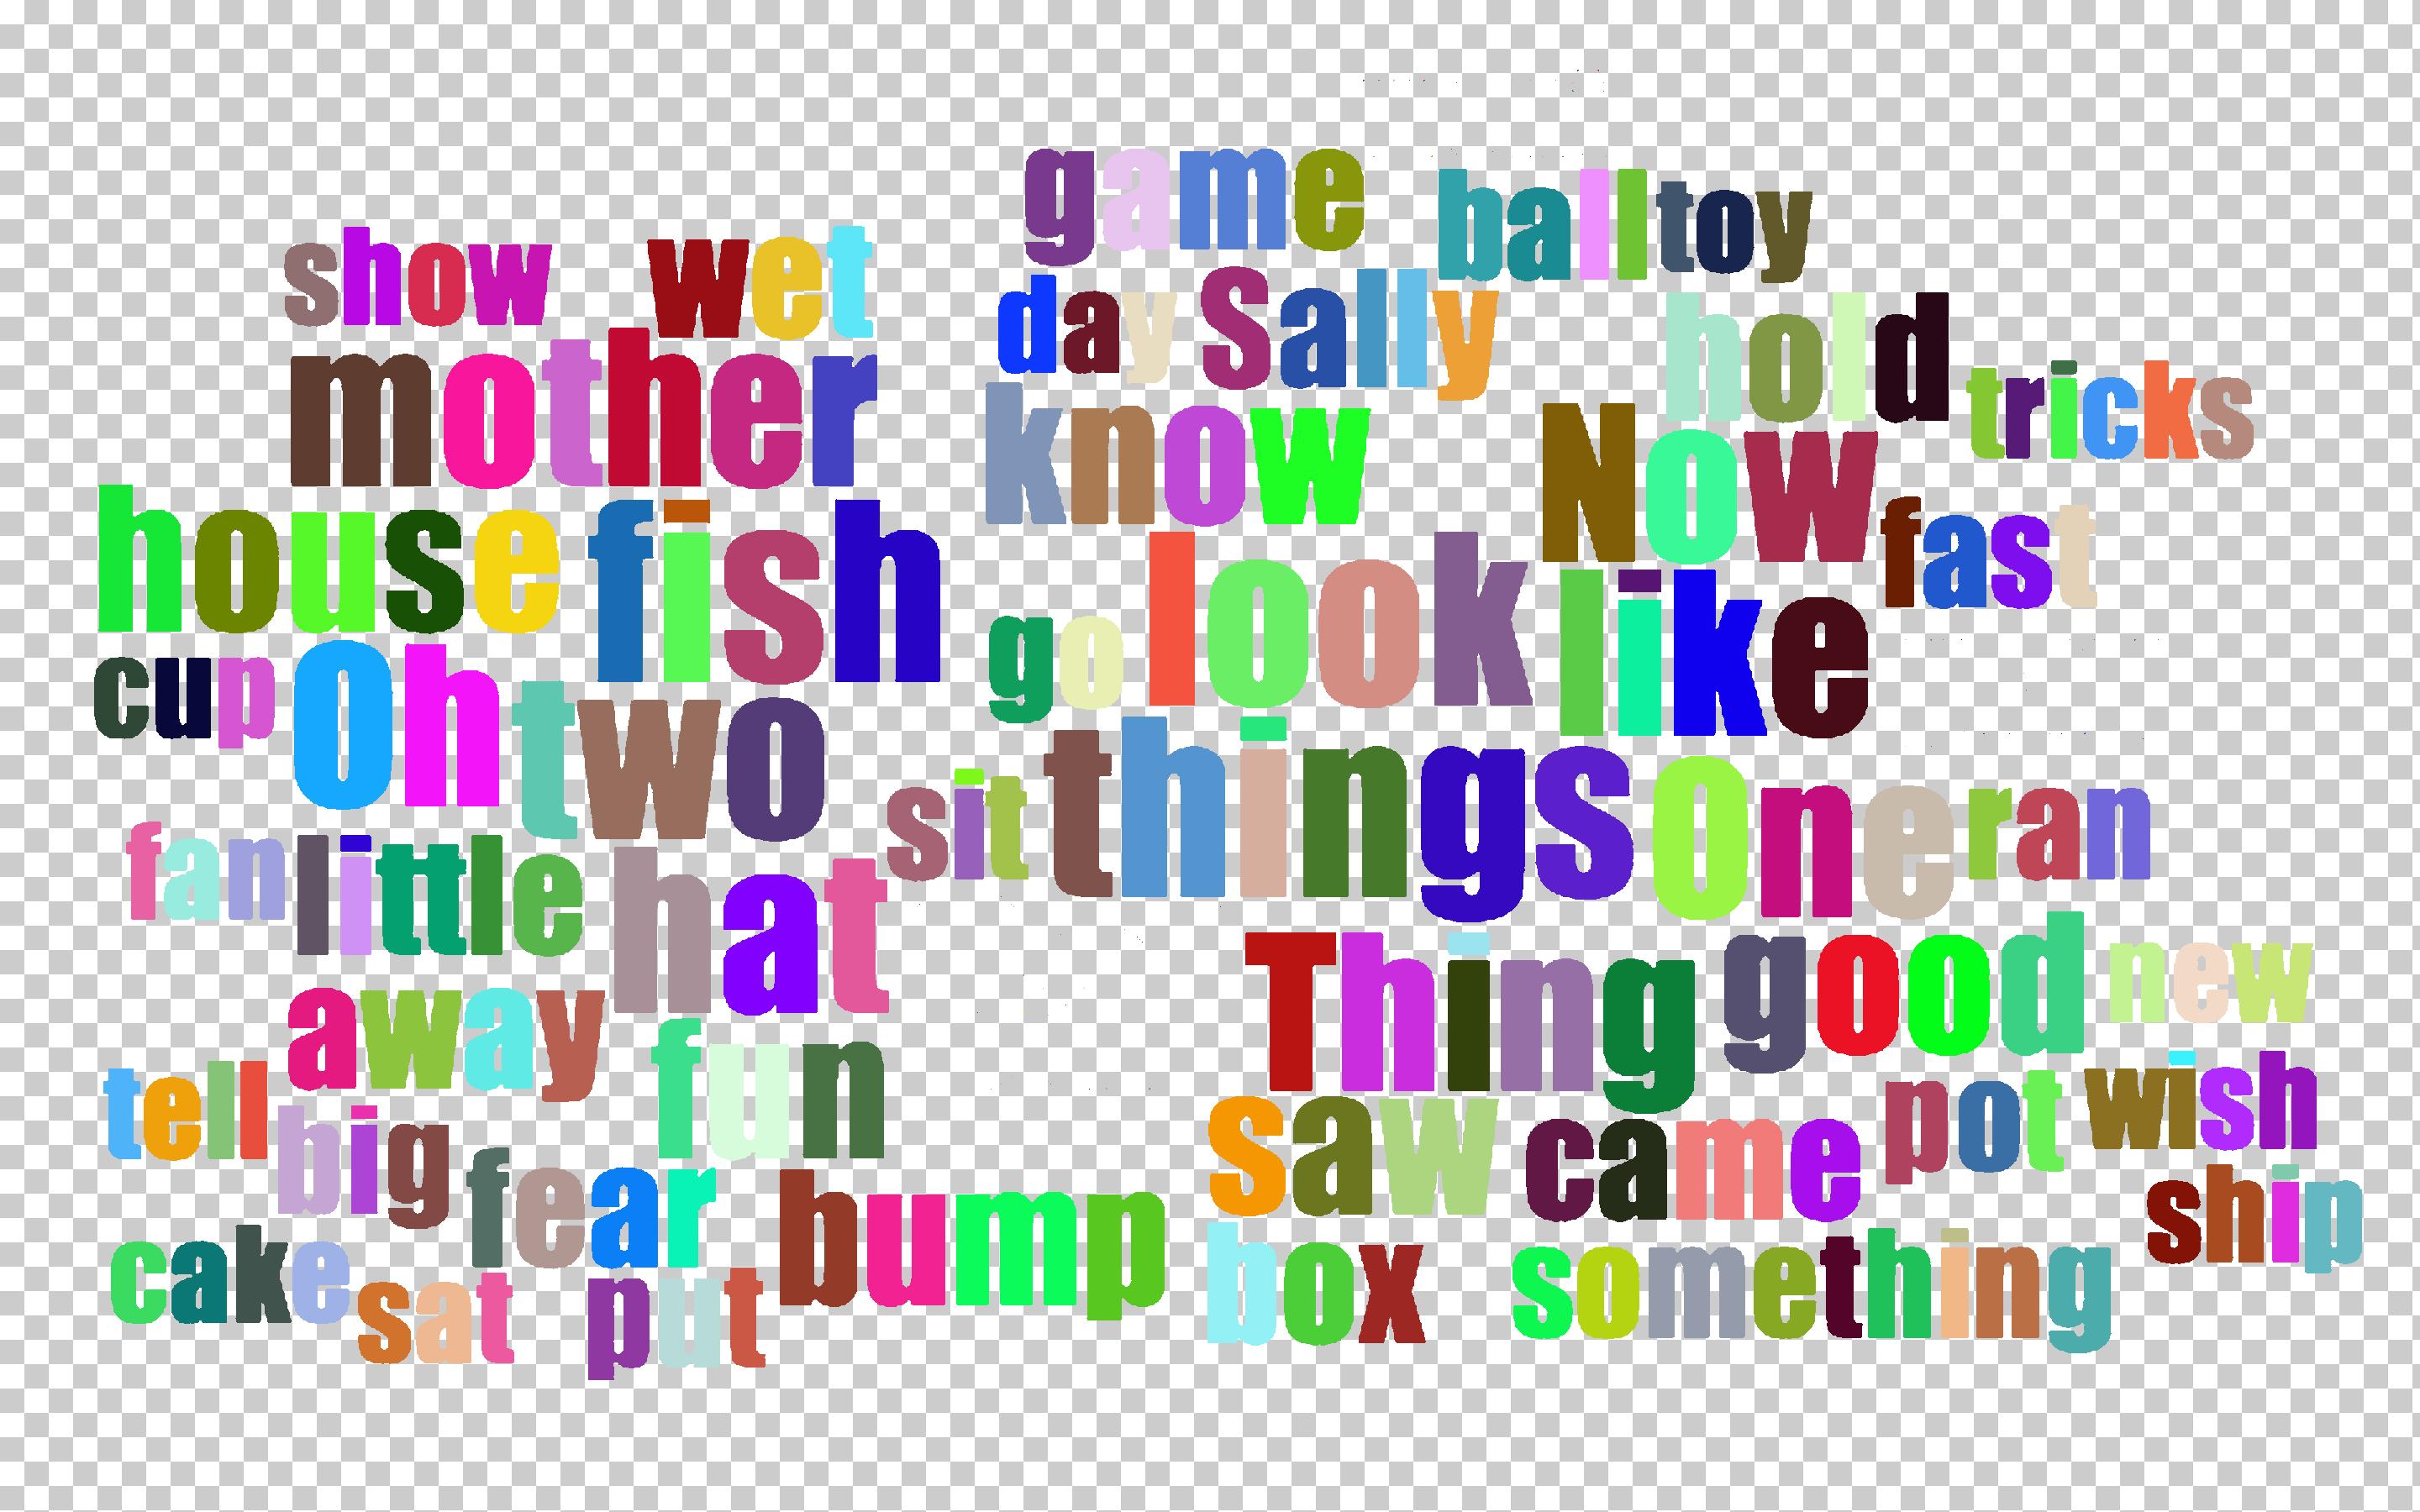 game
ball toy
show wet
day Sally
hold
mother
know
Now tricks
house fish
fast
look like
go
cup Oh two
sit things one ran
fan little hat
Thing good new
away
fun
tell
saw came pot wish
big
fear bump
ship
cake
box something
sat put